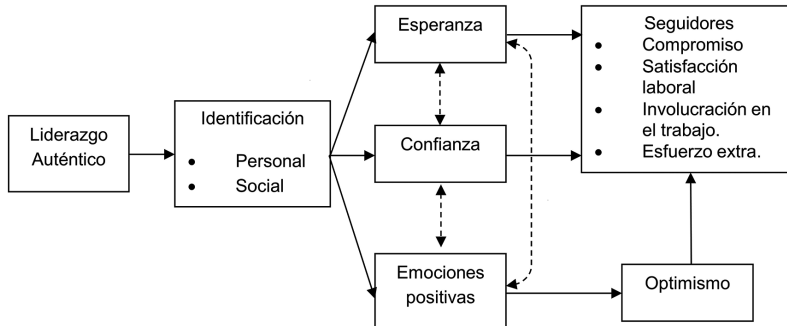 Liderazgo
Auténtico
Identificación
• Personal
• Social
Esperanza
Confianza
Emociones
positivas
Optimismo
Seguidores
• Compromiso
• Satisfacción
laboral
• Involucración en
el trabajo.
• Esfuerzo extra.